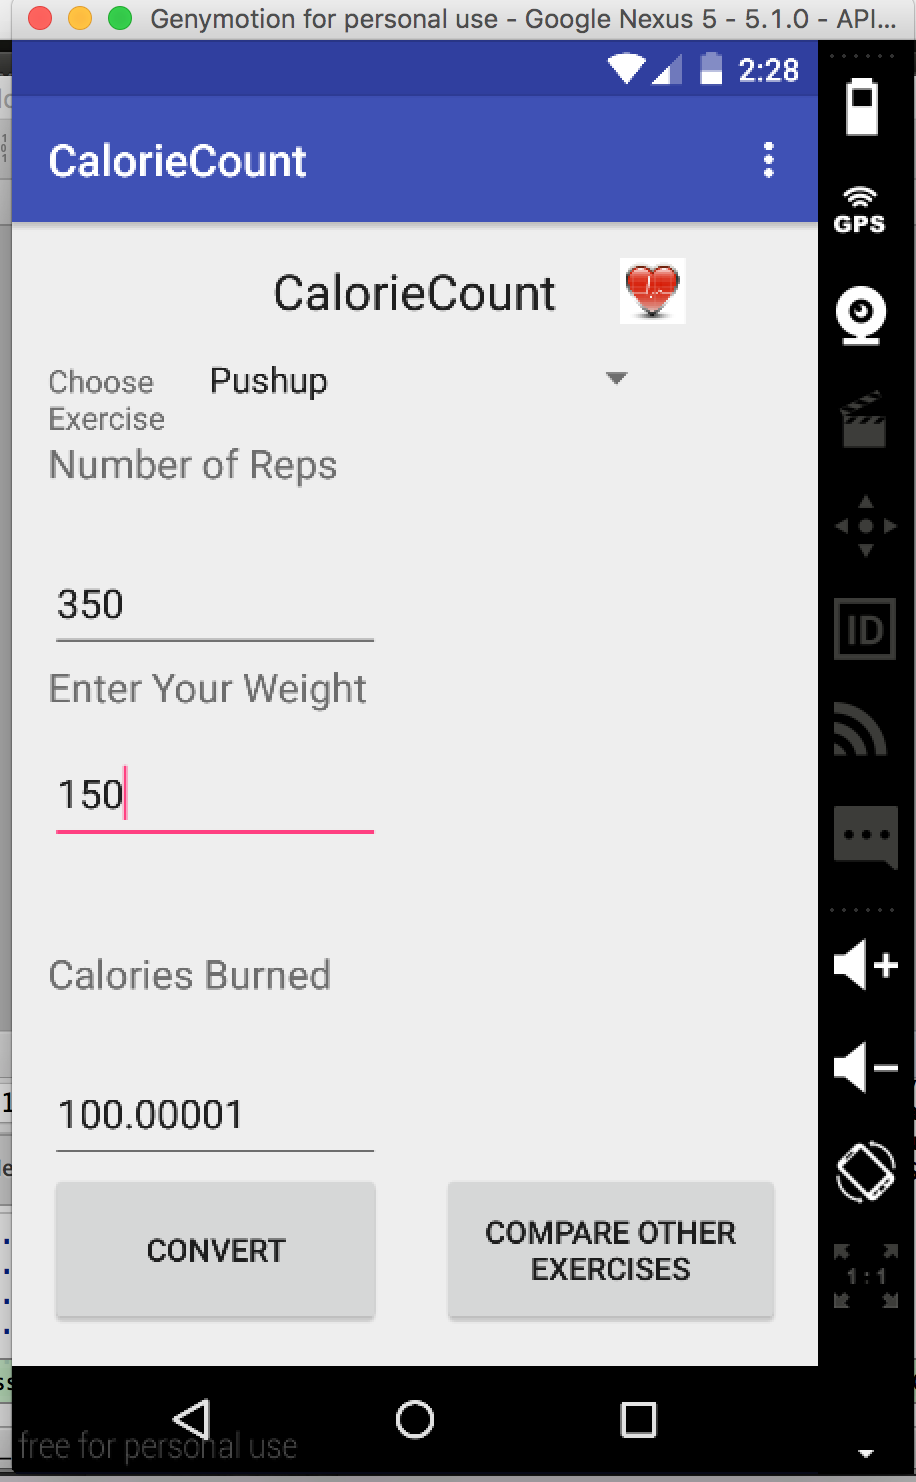 Genymotion for personal use - Google Nexus 5 - 5.1.0 - API...
2:28
CalorieCount
GPS
CalorieCount
Choose
Exercise
Pushup
Number of Reps
350
ID
Enter Your Weight
150
Calories Burned
100.00001
CONVERT
COMPARE OTHER
EXERCISES
1:1
free for personal use